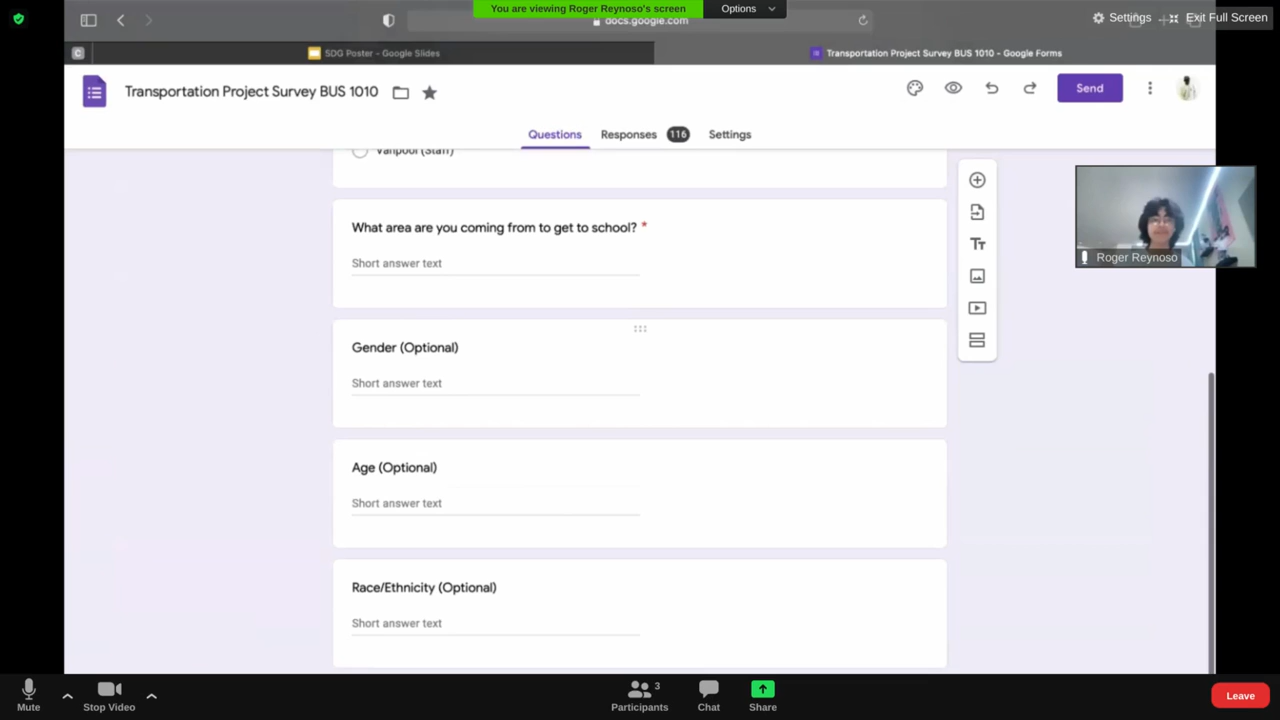 You are viewing Roger Reynoso's screen
Options
docs.google.com
Settings
Exit Full Screen
C
SDG Poster - Google Slides
Transportation Project Survey BUS 1010 - Google Forms
Transportation Project Survey BUS 1010
Send
Questions
Responses
116
Settings
Vanpool (Staff)
What area are you coming from to get to school? *
Short answer text
Gender (Optional)
Short answer text
Age (Optional)
Short answer text
Race/Ethnicity (Optional)
Short answer text
Tт
Roger Reynoso
Mute
Stop Video
Participants
3
Chat
Share
Leave